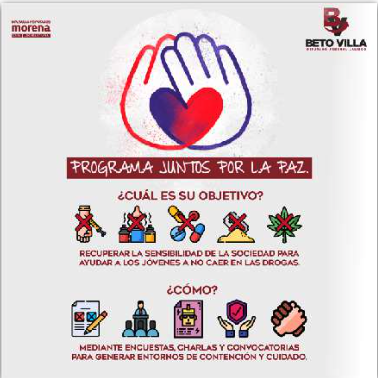 morena
BV
BETO VILLA
PROGRAMA JUNTOS POR LA PAZ.
¿CUÁL ES SU OBJETIVO?
RECUPERAR LA SENSIBILIDAD DE LA SOCIEDAD PARA
AYUDAR A LOS JÓVENES A NO CAER EN LAS DROGAS.
¿CÓMO?
MEDIANTE ENCUESTAS, CHARLAS Y CONVOCATORIAS
PARA GENERAR ENTORNOS DE CONTENCIÓN Y CUIDADO.